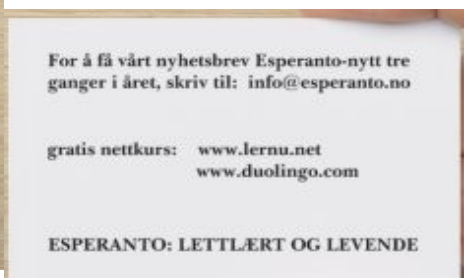 For å få vårt nyhetsbrev Esperanto-nytt tre
ganger i året, skriv til: info@esperanto.no
gratis nettkurs: www.lernu.net
www.duolingo.com
ESPERANTO: LETTLÆRT OG LEVENDE